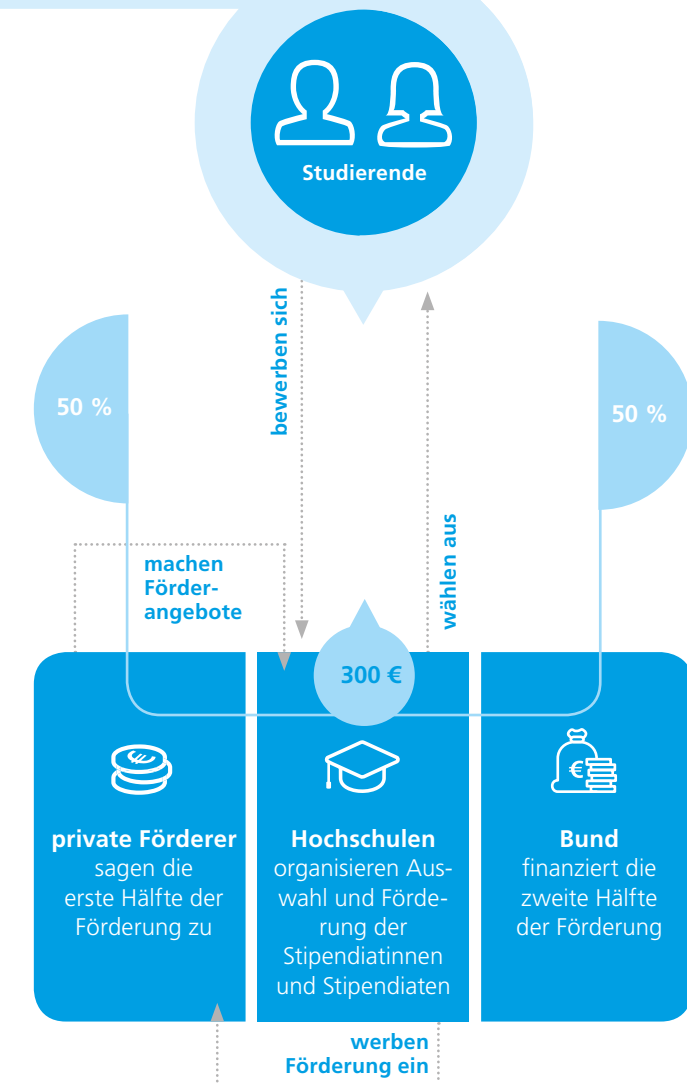 Studierende
bewerben sich
50 %
50 %
wählen aus
machen
Förder-
angebote
300 €
private Förderer
sagen die
erste Hälfte der
Förderung zu
Hochschulen
organisieren Aus-
wahl und Förde-
rung der
Stipendiatinnen
und Stipendiaten
Bund
finanziert die
zweite Hälfte
der Förderung
werben
Förderung ein